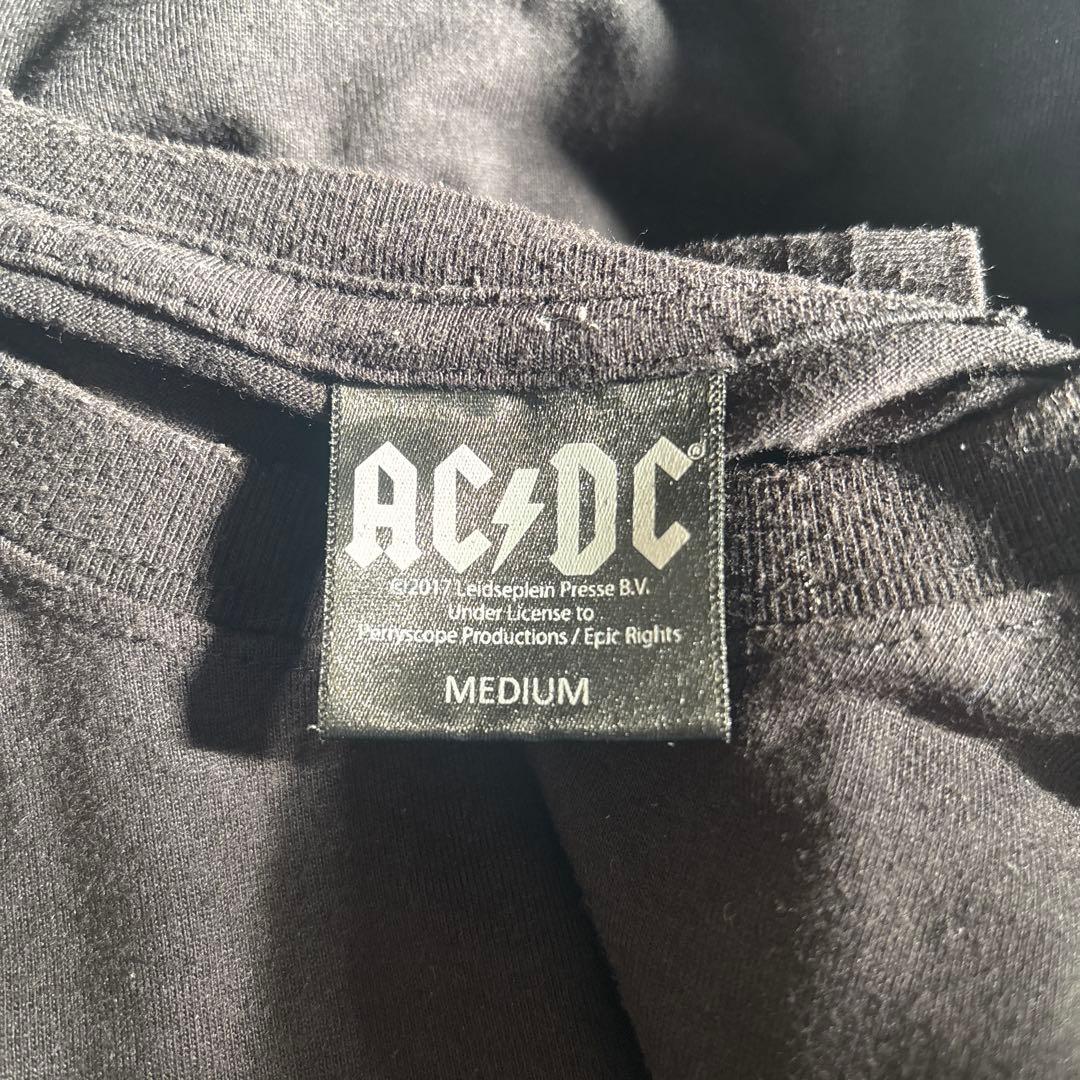 AC⚡DC®
©2017 Leidseplein Presse B.V.
Under License to
Perryscope Productions / Epic Rights
MEDIUM